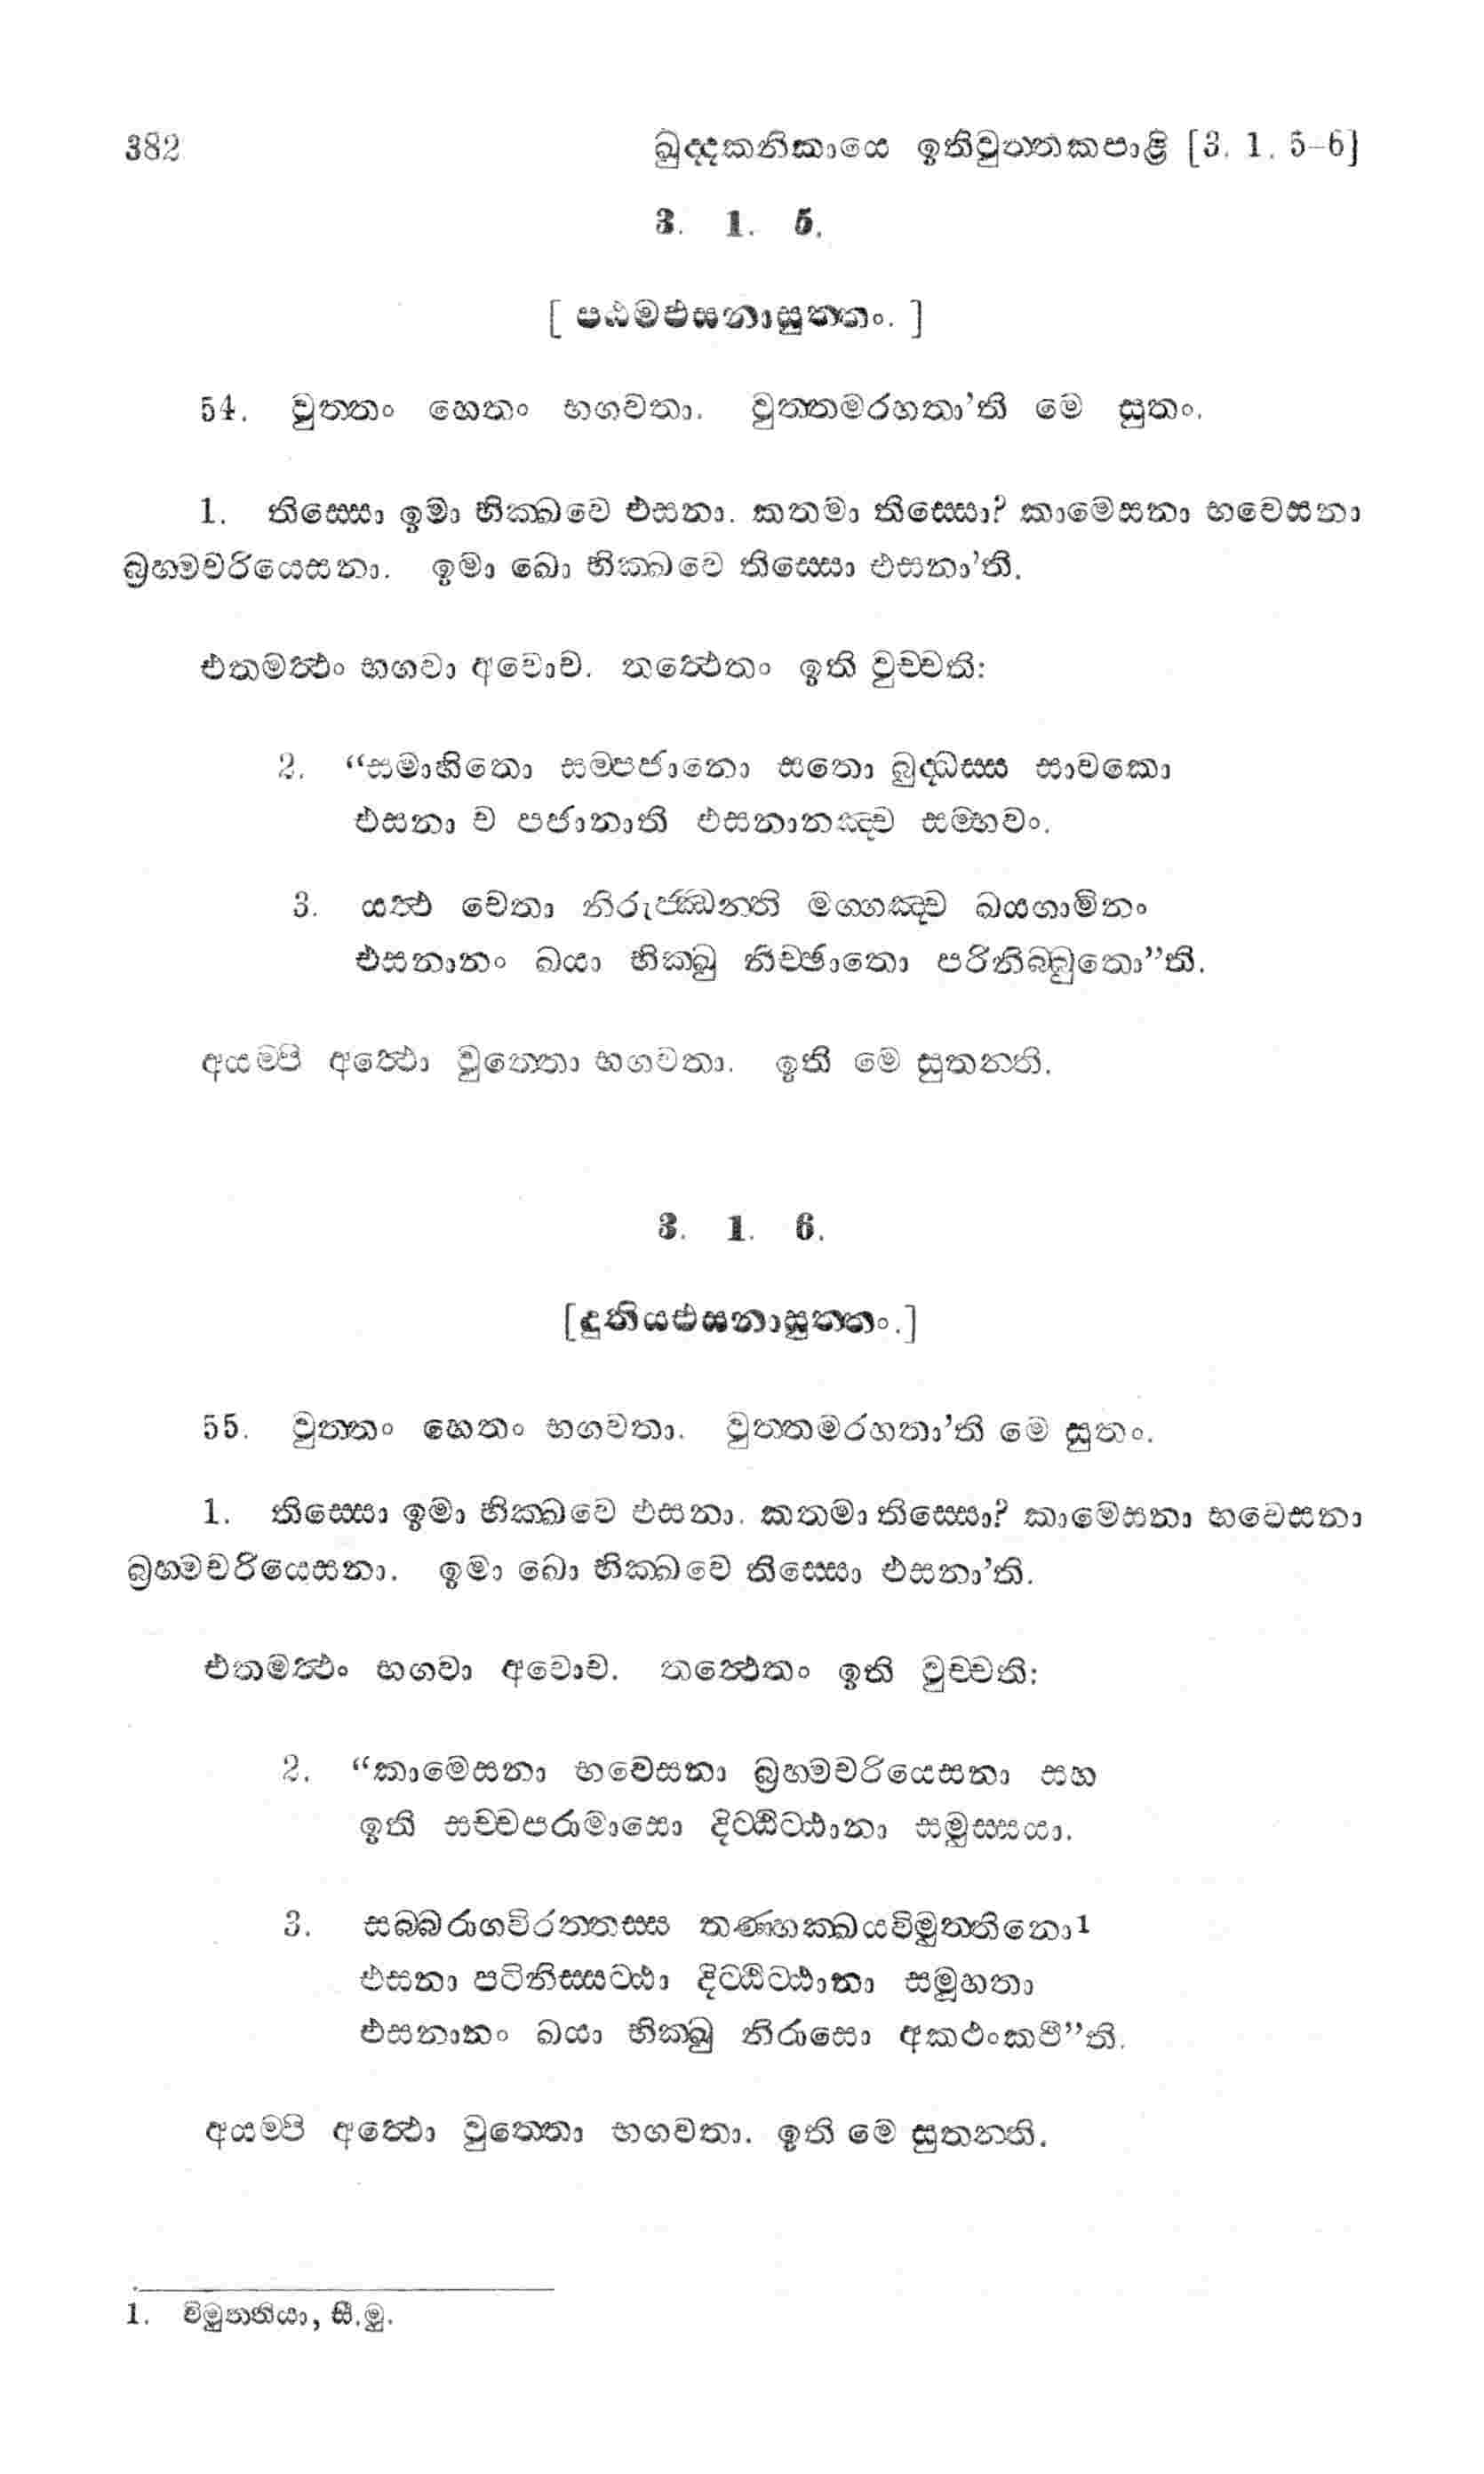 382 ඛුද්දකනිකායෙ ඉතිවුත්තකපාළි [3. 1. 5-6]
3. 1. 5.
[ පඨමඑසනාසුත්තං. ]
54. වුත්තං හෙතං භගවතා. වුත්තමරහතා’ති මෙ සුතං.
1. තිස්සො ඉමා භික්ඛවෙ එසනා. කතමා තිස්සො? කාමෙසනා භවෙසනා
බ්‍රහ්මචරියෙසනා. ඉමා ඛො භික්ඛවෙ තිස්සො එසනා’ති.
එතමත්ථං භගවා අවොච. තත්ථෙතං ඉති වුච්චති:
2. “සමාහිතො සම්පජානො සතො බුද්ධස්ස සාවකො
එසනා ච පජානාති එසනානඤ්ච සම්භවං.
3. යත්ථ චෙතා නිරුජ්ඣන්ති මග්ගඤ්ච ඛයගාමිනං
එසනානං ඛයා භික්ඛු නිච්ඡාතො පරිනිබ්බුතො”ති.
අයම්පි අත්ථො වුත්තො භගවතා. ඉති මෙ සුතන්ති.
3. 1. 6.
[දුතියඑසනාසුත්තං.]
55. වුත්තං හෙතං භගවතා. වුත්තමරහතා’ති මෙ සුතං.
1. තිස්සො ඉමා භික්ඛවෙ එසනා. කතමා තිස්සො? කාමෙසනා භවෙසනා
බ්‍රහ්මචරියෙසනා. ඉමා ඛො භික්ඛවෙ තිස්සො එසනා’ති.
එතමත්ථං භගවා අවොච. තත්ථෙතං ඉති වුච්චති:
2. “කාමෙසනා භවෙසනා බ්‍රහ්මචරියෙසනා සහ
ඉති සච්චපරාමාසො දිට්ඨිට්ඨානා සමුස්සයා.
3. සබ්බරාගවිරත්තස්ස තණ්හක්ඛයවිමුත්තිනො1
එසනා පටිනිස්සට්ඨා දිට්ඨිට්ඨානා සමූහතා
එසනානං ඛයා භික්ඛු නිරාසො අකථංකථී”ති.
අයම්පි අත්ථො වුත්තො භගවතා. ඉති මෙ සුතන්ති.
1. විමුත්තියා, සී.මු.